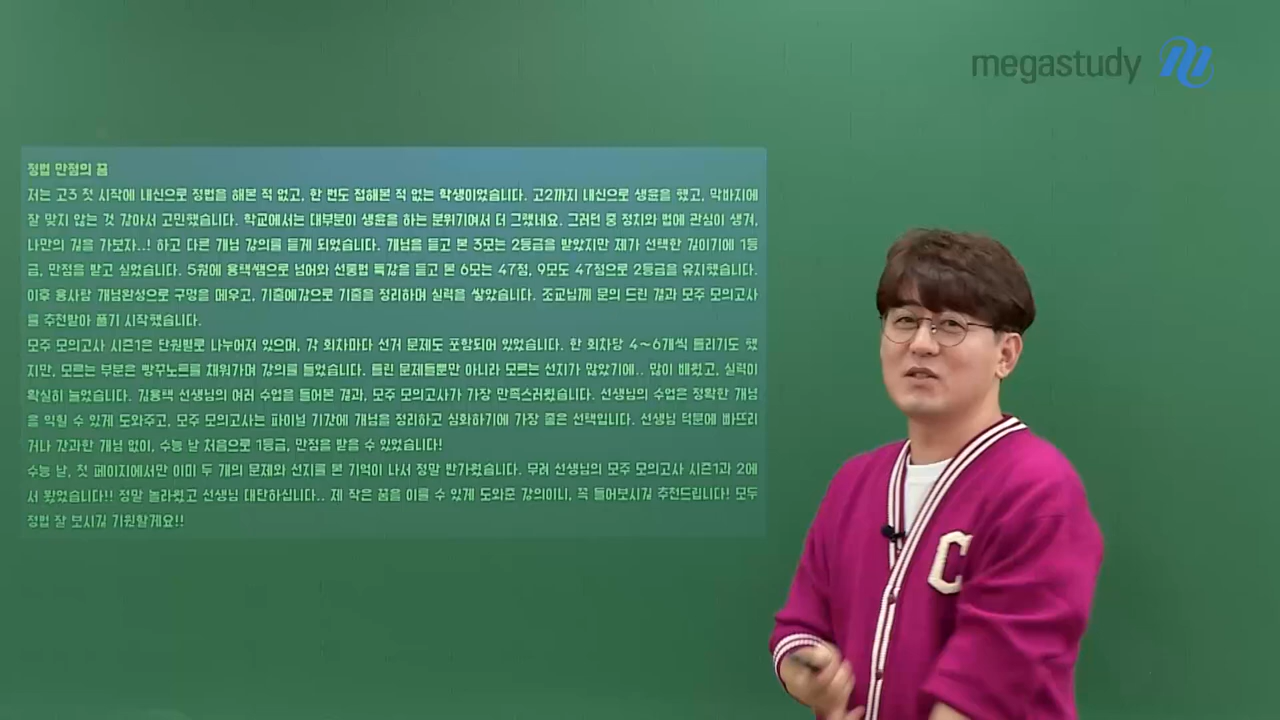 megastudy
정법 만점의 꿈
저는 고3 첫 시작에 내신으로 정법을 해본 적 없고, 한 번도 접해본 적 없는 학생이었습니다. 고2까지 내신으로 생윤을 했고, 막바지에
잘 맞지 않는 것 같아서 고민했습니다. 학교에서는 대부분이 생윤을 하는 분위기여서 더 그랬네요. 그러던 중 정치와 법에 관심이 생겨,
나만의 길을 가보자..! 하고 다른 개념 강의를 듣게 되었습니다. 개념을 듣고 본 3모는 2등급을 받았지만 제가 선택한 길이기에 1등
급, 만점을 받고 싶었습니다. 5월에 용택쌤으로 넘어와 선통법 특강을 듣고 본 6모는 47점, 9모도 47점으로 2등급을 유지했습니다.
이후 용사탐 개념완성으로 구멍을 메우고, 기출예감으로 기출을 정리하며 실력을 쌓았습니다. 조교님께 문의 드린 결과 모주 모의고사
를 추천받아 풀기 시작했습니다.
모주 모의고사 시즌1은 단원별로 나누어져 있으며, 각 회차마다 선거 문제도 포함되어 있었습니다. 한 회차당 4~6개씩 틀리기도 했
지만, 모르는 부분은 빵꾸노트를 채워가며 강의를 들었습니다. 틀린 문제들뿐만 아니라 모르는 선지가 많았기에.. 많이 배웠고, 실력이
확실히 늘었습니다. 김용택 선생님의 여러 수업을 들어본 결과, 모주 모의고사가 가장 만족스러웠습니다. 선생님의 수업은 정확한 개념
을 익힐 수 있게 도와주고, 모주 모의고사는 파이널 기간에 개념을 정리하고 심화하기에 가장 좋은 선택입니다. 선생님 덕분에 빠뜨리
거나 간과한 개념 없이, 수능 날 처음으로 1등급, 만점을 받을 수 있었습니다!
수능 날, 첫 페이지에서만 이미 두 개의 문제와 선지를 본 기억이 나서 정말 반가웠습니다. 무려 선생님의 모주 모의고사 시즌1과 2에
서 봤었습니다!! 정말 놀라웠고 선생님 대단하십니다.. 제 작은 꿈을 이룰 수 있게 도와준 강의이니, 꼭 들어보시길 추천드립니다! 모두
정법 잘 보시길 기원할게요!!
C